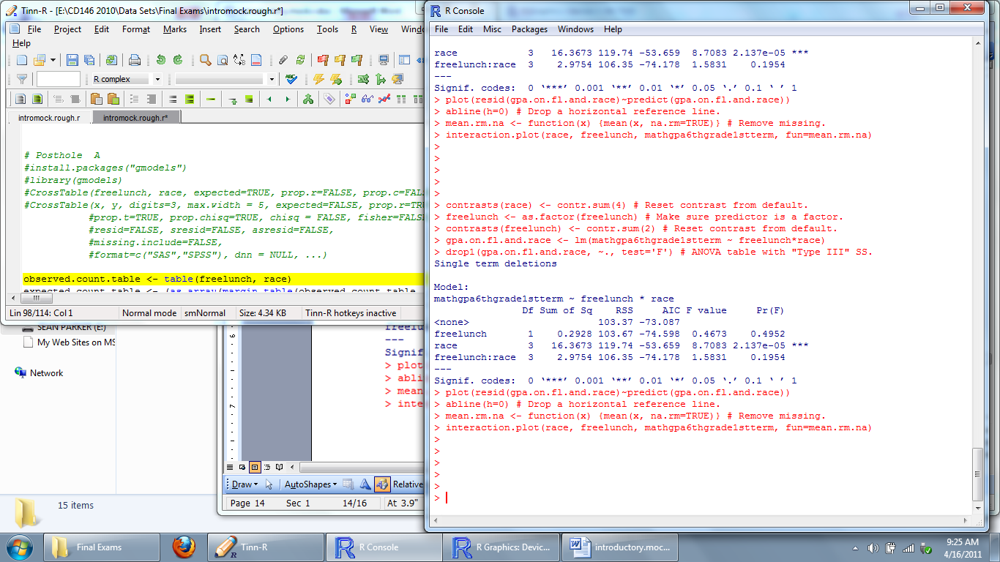 Tinn-R - [E:\CD146 2010\Data Sets\Final Exams\intromock.rough.r*]
File Project Edit Format Marks Insert Search Options Tools R View Wind
Help
R complex
intromock.rough.r
intromock.rough.r*
# Posthole A
#install.packages("gmodels")
#library(gmodels)
#CrossTable(freelunch, race, expected=TRUE, prop.r=FALSE, prop.c=FAL
#CrossTable(x, y, digits=3, max.width = 5, expected=FALSE, prop.r=TR
#prop.t=TRUE, prop.chisq=TRUE, chisq = FALSE, fisher=FALSE
#resid=FALSE, sresid=FALSE, asresid=FALSE,
#missing.include=FALSE,
#format=c("SAS","SPSS"), dnn = NULL, ...)
observed.count.table <- table(freelunch, race)
expected.count.table <- (as.array(margin.table(observed.count.table
Lin 98/114: Col 1 Normal mode smNormal Size: 4.34 KB Tinn-R hotkeys inactive
SEAN PARKER (E:)
My Web Sites on MS
Network
15 items
freelu
---
Signif
> plot
> abli
> mean
> inte
6
7
Draw AutoShapes Relative
Page 14 Sec 1 14/16 At 3.9"
R Console
File Edit Misc Packages Windows Help
race 3 16.3673 119.74 -53.659 8.7083 2.137e-05 ***
freelunch:race 3 2.9754 106.35 -74.178 1.5831 0.1954
---
Signif. codes: 0 ‘***’ 0.001 ‘**’ 0.01 ‘*’ 0.05 ‘.’ 0.1 ‘ ’ 1
> plot(resid(gpa.on.fl.and.race)~predict(gpa.on.fl.and.race))
> abline(h=0) # Drop a horizontal reference line.
> mean.rm.na <- function(x) {mean(x, na.rm=TRUE)} # Remove missing.
> interaction.plot(race, freelunch, mathgpa6thgrade1stterm, fun=mean.rm.na)
>
>
>
>
>
> contrasts(race) <- contr.sum(4) # Reset contrast from default.
> freelunch <- as.factor(freelunch) # Make sure predictor is a factor.
> contrasts(freelunch) <- contr.sum(2) # Reset contrast from default.
> gpa.on.fl.and.race <- lm(mathgpa6thgrade1stterm ~ freelunch*race)
> drop1(gpa.on.fl.and.race, ~., test='F') # ANOVA table with "Type III" SS.
Single term deletions
Model:
mathgpa6thgrade1stterm ~ freelunch * race
Df Sum of Sq RSS AIC F value Pr(F)
<none> 103.37 -73.087
freelunch 1 0.2928 103.67 -74.598 0.4673 0.4952
race 3 16.3673 119.74 -53.659 8.7083 2.137e-05 ***
freelunch:race 3 2.9754 106.35 -74.178 1.5831 0.1954
---
Signif. codes: 0 ‘***’ 0.001 ‘**’ 0.01 ‘*’ 0.05 ‘.’ 0.1 ‘ ’ 1
> plot(resid(gpa.on.fl.and.race)~predict(gpa.on.fl.and.race))
> abline(h=0) # Drop a horizontal reference line.
> mean.rm.na <- function(x) {mean(x, na.rm=TRUE)} # Remove missing.
> interaction.plot(race, freelunch, mathgpa6thgrade1stterm, fun=mean.rm.na)
>
>
>
>
>
>
Final Exams Tinn-R R Console R Graphics: Devic... introductory.moc... 9:25 AM
4/16/2011